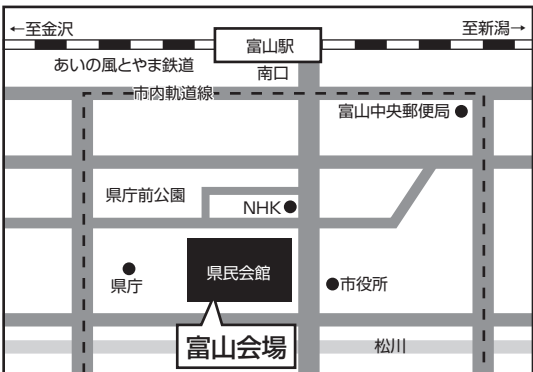 ←至金沢
至新潟→
富山駅
あいの風とやま鉄道
南口
市内軌道線
富山中央郵便局
県庁前公園
NHK
県庁
県民会館
市役所
富山会場
松川